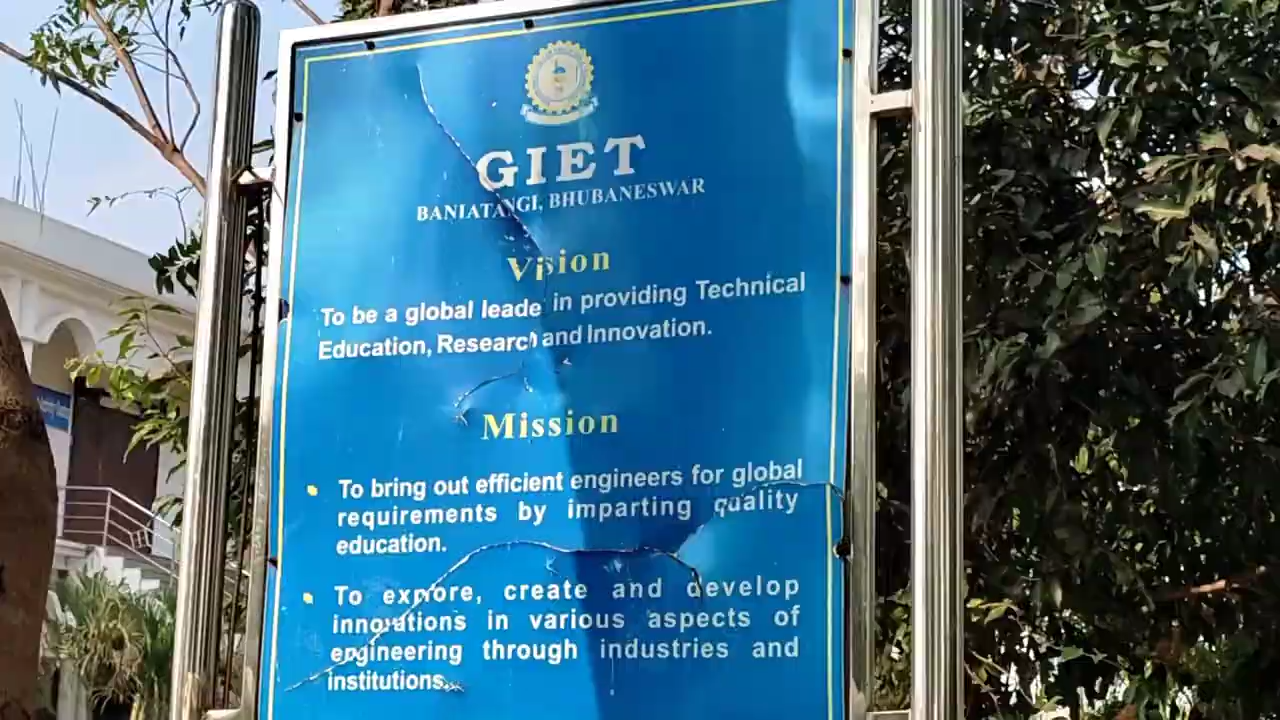 GIET
BANIATANGI, BHUBANESWAR
Vision
To be a global leade in providing Technical
Education, Research and Innovation.
Mission
To bring out efficient engineers for global
requirements by imparting quality
education.
To expore, create and develop
innovations in various aspects of
engineering through industries and
institutions.